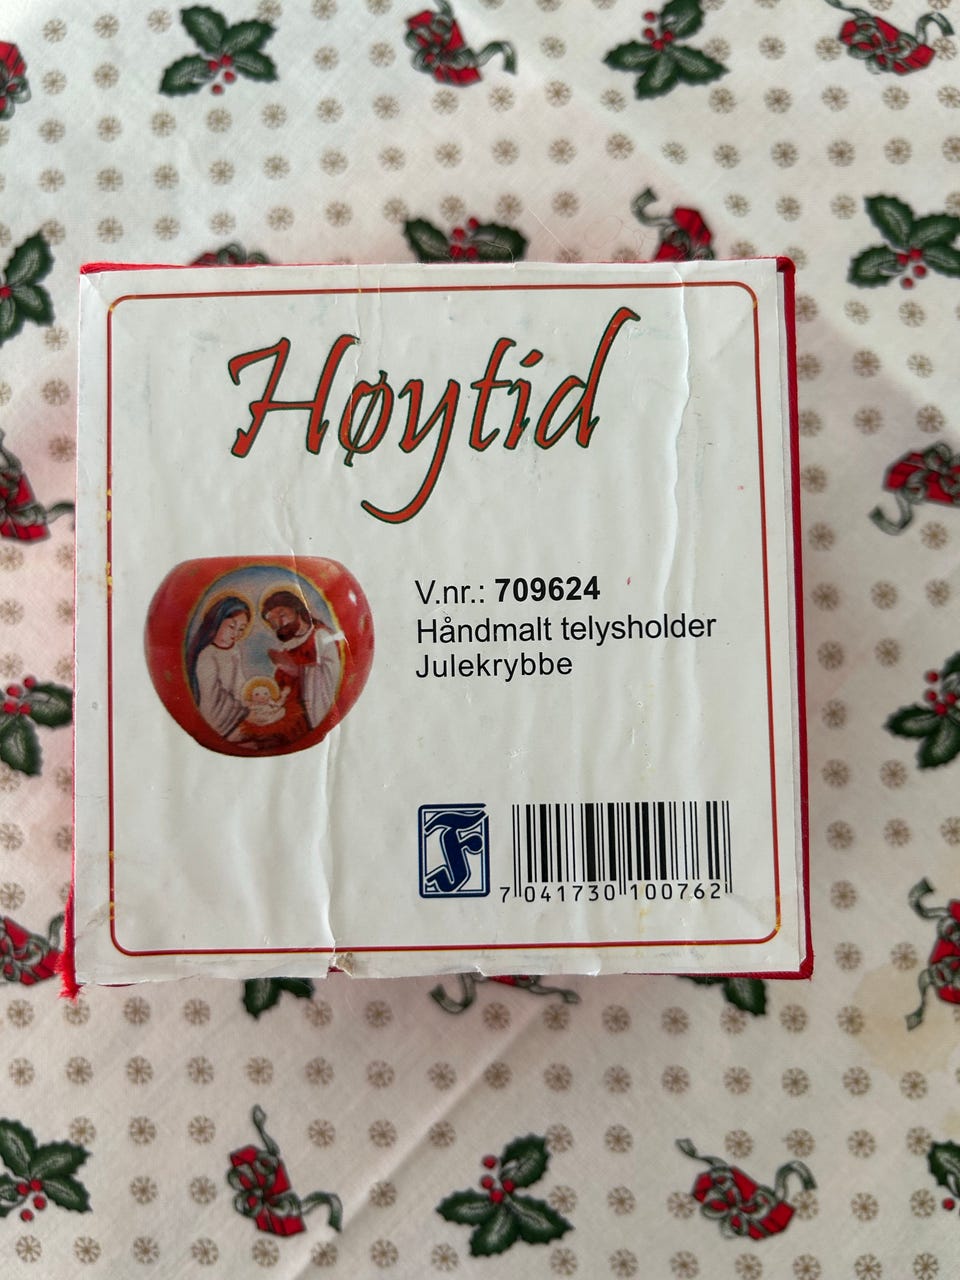 Høytid
V.nr.: 709624
Håndmalt telysholder
Julekrybbe
F
7 041730 100762